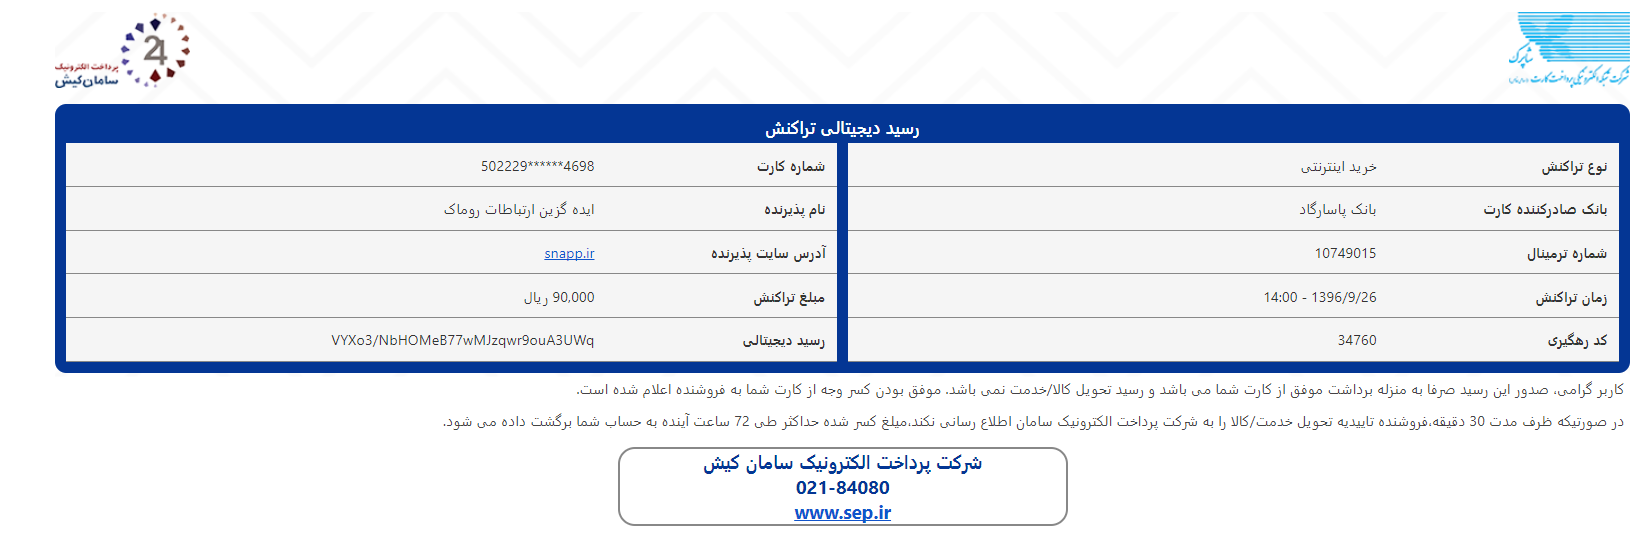 شاپرک
شرکت شبکه الکترونیکی پرداخت کارت
24
پرداخت الکترونیک
سامان کیش
رسید دیجیتالی تراکنش
نوع تراکنش خرید اینترنتی
شماره کارت 502229******4698
بانک صادرکننده کارت بانک پاسارگاد
نام پذیرنده ایده گزین ارتباطات روماک
شماره ترمینال 10749015
آدرس سایت پذیرنده snapp.ir
زمان تراکنش 1396/9/26 - 14:00
مبلغ تراکنش 90,000 ریال
کد رهگیری 34760
رسید دیجیتالی VYXo3/NbHOMeB77wMJzqwr9ouA3UWq
کاربر گرامی، صدور این رسید صرفا به منزله برداشت موفق از کارت شما می باشد و رسید تحویل کالا/خدمت نمی باشد. موفق بودن کسر وجه از کارت شما به فروشنده اعلام شده است.
در صورتیکه ظرف مدت 30 دقیقه،فروشنده تاییدیه تحویل خدمت/کالا را به شرکت پرداخت الکترونیک سامان اطلاع رسانی نکند،مبلغ کسر شده حداکثر طی 72 ساعت آینده به حساب شما برگشت داده می شود.
شرکت پرداخت الکترونیک سامان کیش
021-84080
www.sep.ir